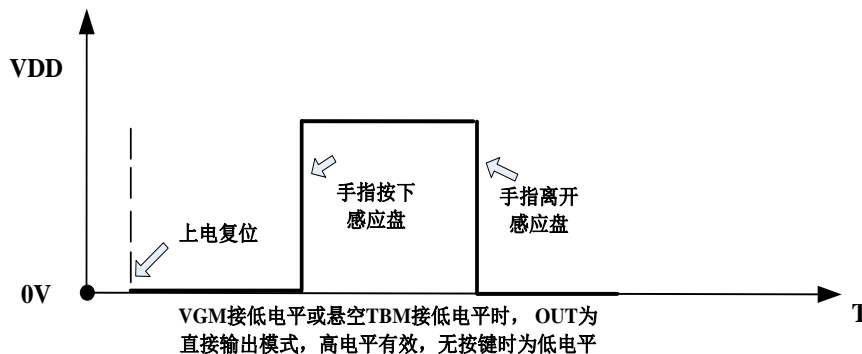 VDD
手指按下
感应盘
手指离开
感应盘
上电复位
0V
T
VGM接低电平或悬空TBM接低电平时， OUT为
直接输出模式，高电平有效，无按键时为低电平